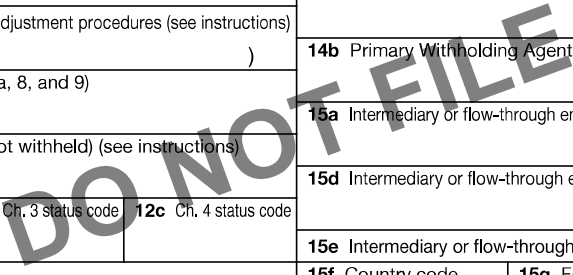 djustment procedures (see instructions)
)
14b Primary Withholding Agent
a, 8, and 9)
15a Intermediary or flow-through
ot withheld) (see instructions)
15d Intermediary or flow-through
Ch. 3 status code 12c Ch. 4 status code
15e Intermediary or flow-through
15f Country code 15g
DO NOT FILE